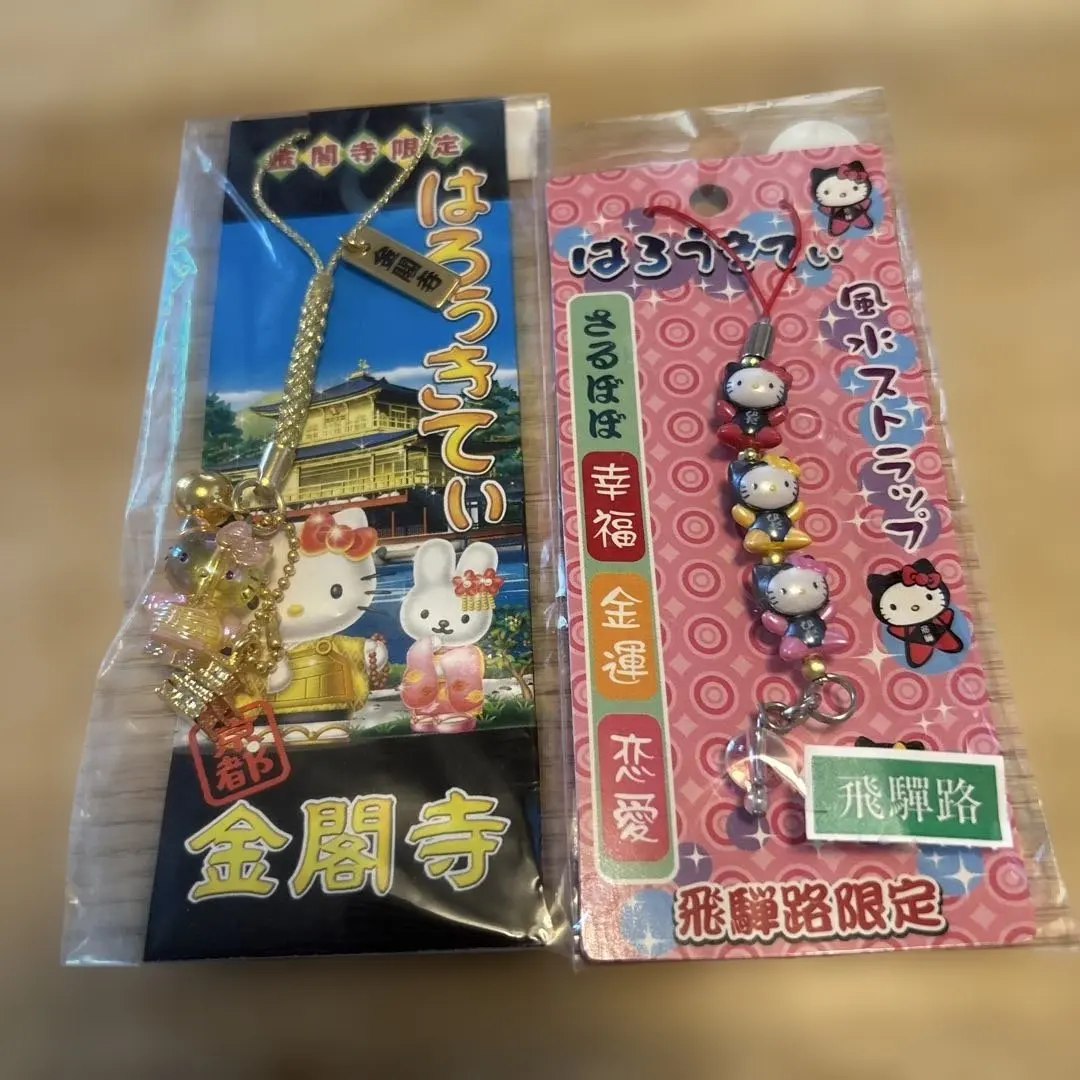 金閣寺限定
はろうきてぃ
金閣寺
京都
金閣寺
はろうきてぃ
風水ストラップ
さるぼぼ
幸福
金運
恋愛
飛驒路
飛騨路限定